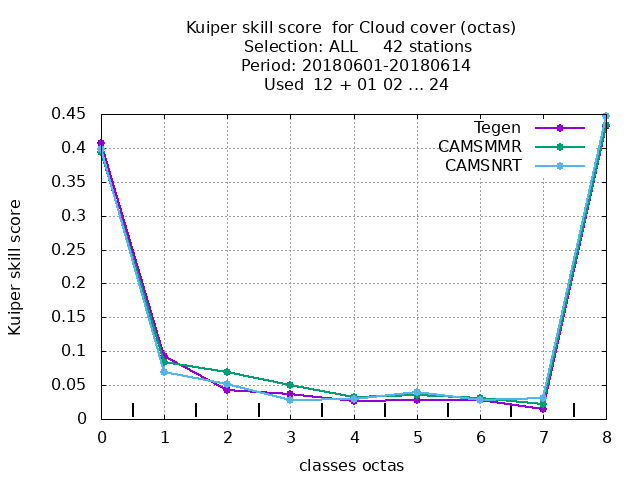 Kuiper skill score  for Cloud cover (octas)
Selection: ALL     42 stations
Period: 20180601-20180614
Used  12 + 01 02 ... 24
Tegen
CAMSMMR
CAMSNRT
0.45
0.4
0.35
0.3
0.25
0.2
0.15
0.1
0.05
0
Kuiper skill score
0 1 2 3 4 5 6 7 8
classes octas